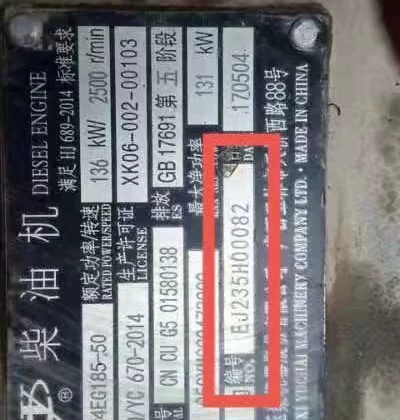 柴油机 DIESEL ENGINE
满足 HJ 689-2014 标准要求
4EG185-50
额定功率/转速
RATED POWER/SPEED
136 kW/ 2500 r/min
/YC 670-2014
生产许可证
LICENSE
XK06-002-00103
CN CU G5 01580138
排放
ES
GB 17691 第五阶段
最大净功率
131 kW
编号
NO.
EJ235H00082
170504
西路88号
YUCHAI MACHINERY COMPANY LTD. • MADE IN CHINA